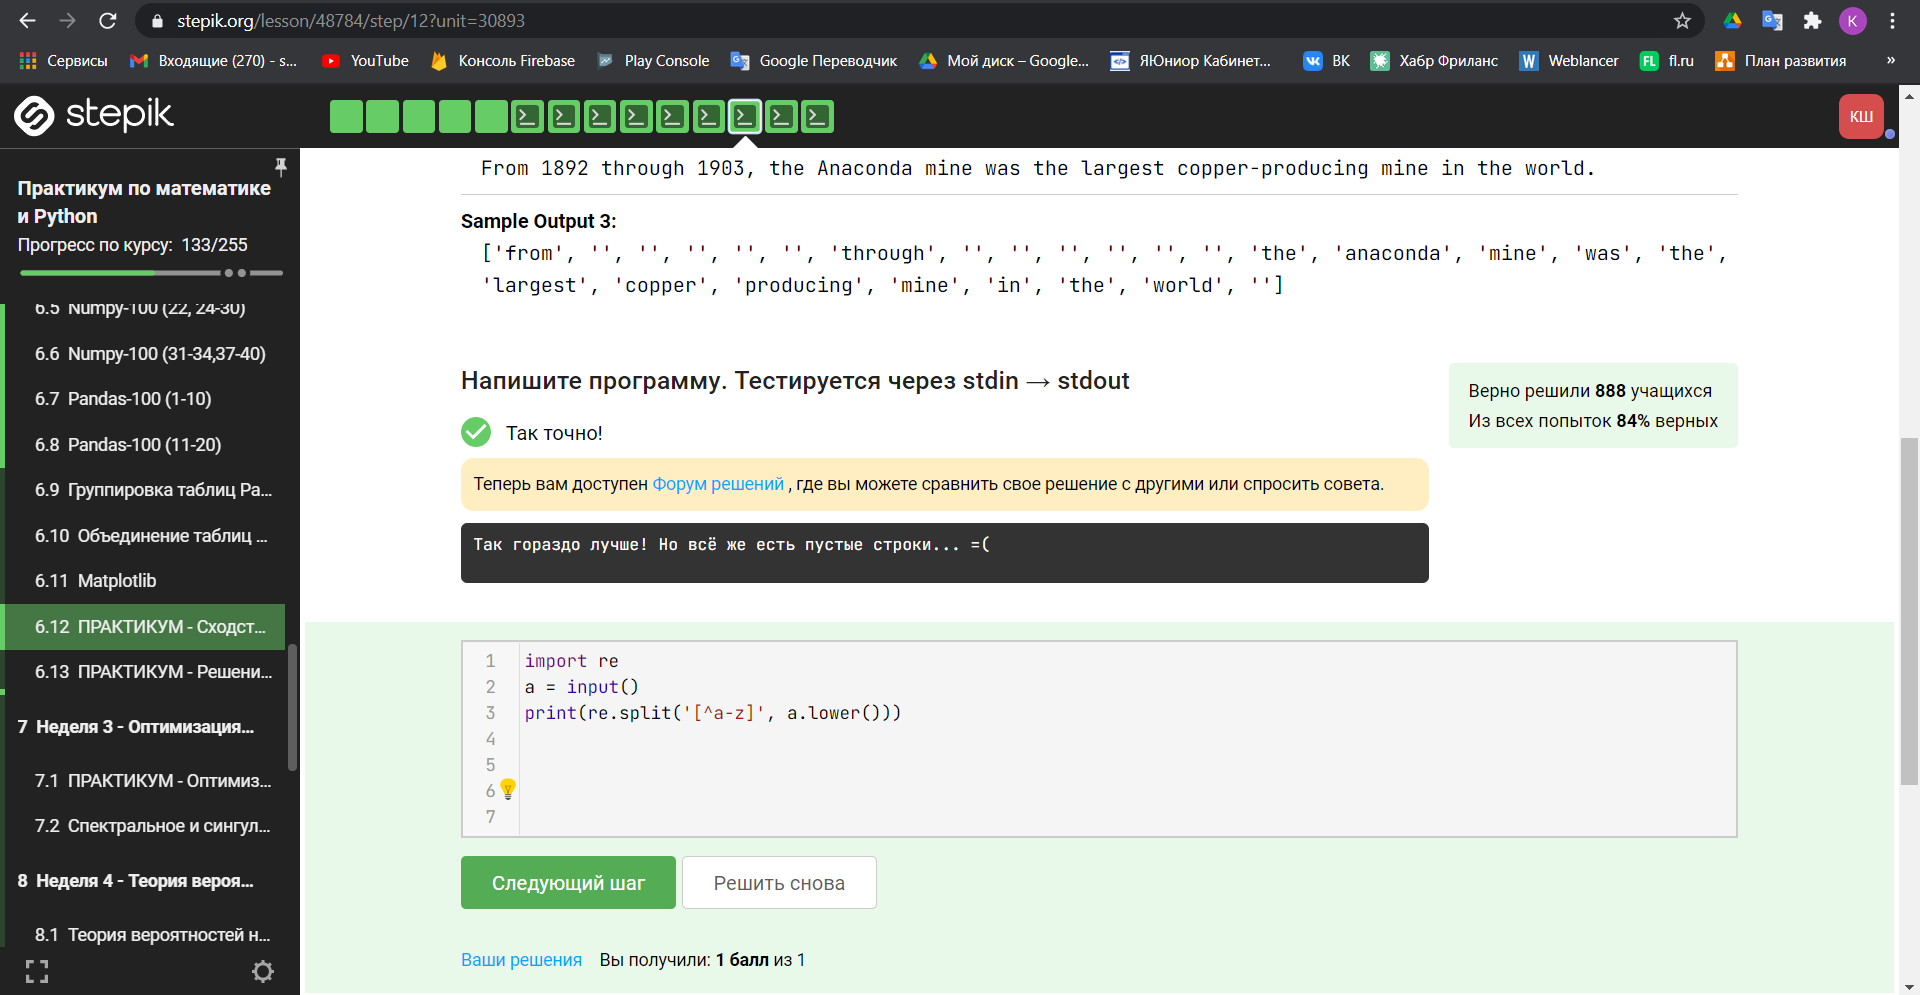 stepik.org/lesson/48784/step/12?unit=30893
K
Сервисы
Входящие (270) - s...
YouTube
Консоль Firebase
Play Console
Google Переводчик
Мой диск – Google...
ЯЮниор Кабинет...
ВК
Хабр Фриланс
Weblancer
fl.ru
План развития
»
stepik
КШ
Практикум по математике
и Python
Прогресс по курсу: 133/255
6.5 Numpy-100 (22, 24-30)
6.6 Numpy-100 (31-34,37-40)
6.7 Pandas-100 (1-10)
6.8 Pandas-100 (11-20)
6.9 Группировка таблиц Pa...
6.10 Объединение таблиц ...
6.11 Matplotlib
6.12 ПРАКТИКУМ - Сходст...
6.13 ПРАКТИКУМ - Решени...
7 Неделя 3 - Оптимизация...
7.1 ПРАКТИКУМ - Оптимиз...
7.2 Спектральное и сингул...
8 Неделя 4 - Теория вероя...
8.1 Теория вероятностей н...
From 1892 through 1903, the Anaconda mine was the largest copper-producing mine in the world.
Sample Output 3:
['from', '', '', '', '', '', 'through', '', '', '', '', '', '', 'the', 'anaconda', 'mine', 'was', 'the',
'largest', 'copper', 'producing', 'mine', 'in', 'the', 'world', '']
Напишите программу. Тестируется через stdin → stdout
Верно решили 888 учащихся
Из всех попыток 84% верных
Так точно!
Теперь вам доступен Форум решений , где вы можете сравнить свое решение с другими или спросить совета.
Так гораздо лучше! Но всё же есть пустые строки... =(
1 import re
2 a = input()
3 print(re.split('[^a-z]', a.lower()))
4
5
6
7
Следующий шаг
Решить снова
Ваши решения Вы получили: 1 балл из 1